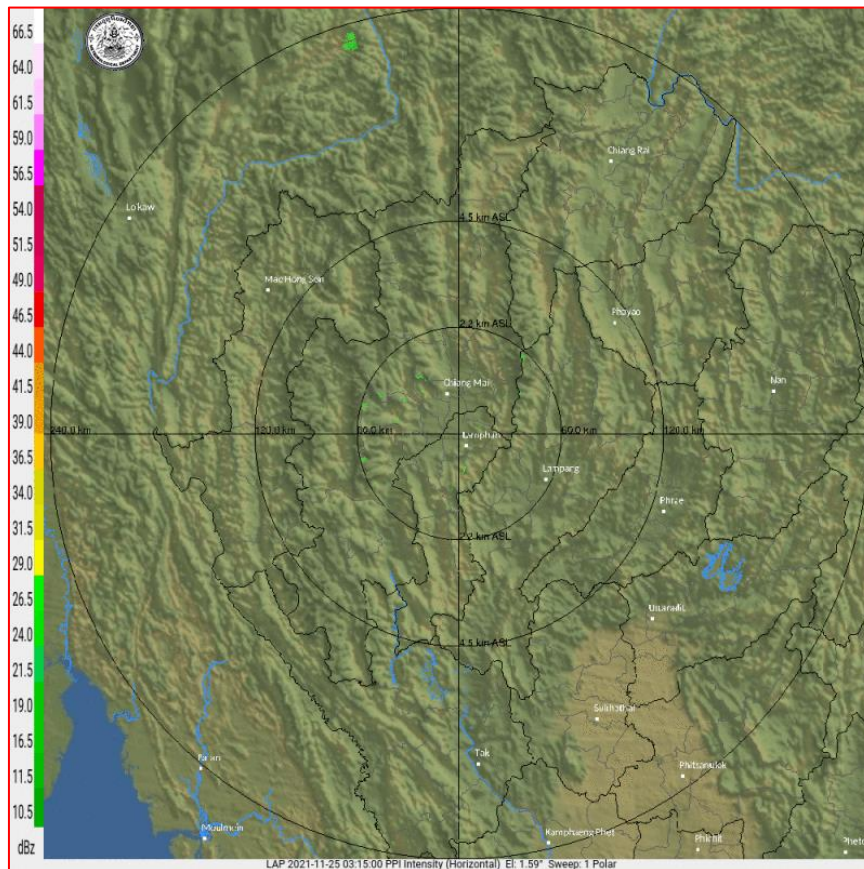 66.5
64.0
61.5
59.0
56.5
54.0
51.5
49.0
46.5
44.0
41.5
39.0
36.5
34.0
31.5
29.0
26.5
24.0
21.5
19.0
16.5
14.0
11.5
10.5
dBz
Chiang Rai
Loikaw
4.5 km ASL
Mae Hong Son
Phayao
2.2 km ASL
Chiang Mai
Nan
240.0 km
120.0 km
60.0 km
60.0 km
120.0 km
Lamphun
Lampang
Phrae
2.2 km ASL
4.5 km ASL
Sukhothai
Tak
Phitsanulok
Moulmein
Kamphaeng Phet
Phichit
LAP 2021-11-25 03:15:00 PPI Intensity (Horizontal) El: 1.59° Sweep: 1 Polar